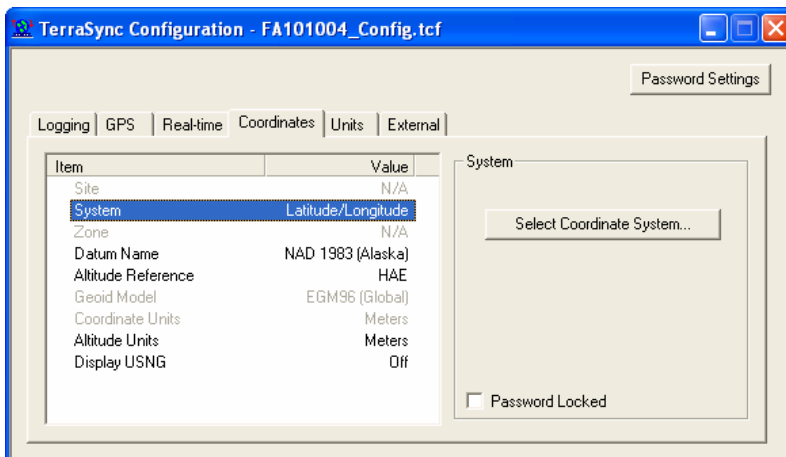 TerraSync Configuration - FA101004_Config.tcf
Password Settings
Logging GPS Real-time Coordinates Units External
Item Value
Site N/A
System Latitude/Longitude
Zone N/A
Datum Name NAD 1983 (Alaska)
Altitude Reference HAE
Geoid Model EGM96 (Global)
Coordinate Units Meters
Altitude Units Meters
Display USNG Off
System
Select Coordinate System...
Password Locked